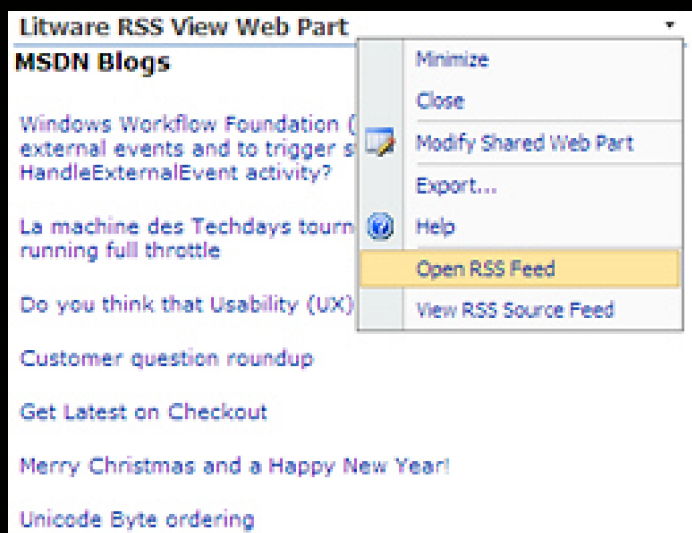 Litware RSS View Web Part
MSDN Blogs
Windows Workflow Foundation (
external events and to trigger s
HandleExternalEvent activity?
La machine des Techdays tourn
running full throttle
Do you think that Usability (UX)
Customer question roundup
Get Latest on Checkout
Merry Christmas and a Happy New Year!
Unicode Byte ordering
Minimize
Close
Modify Shared Web Part
Export...
Help
Open RSS Feed
View RSS Source Feed